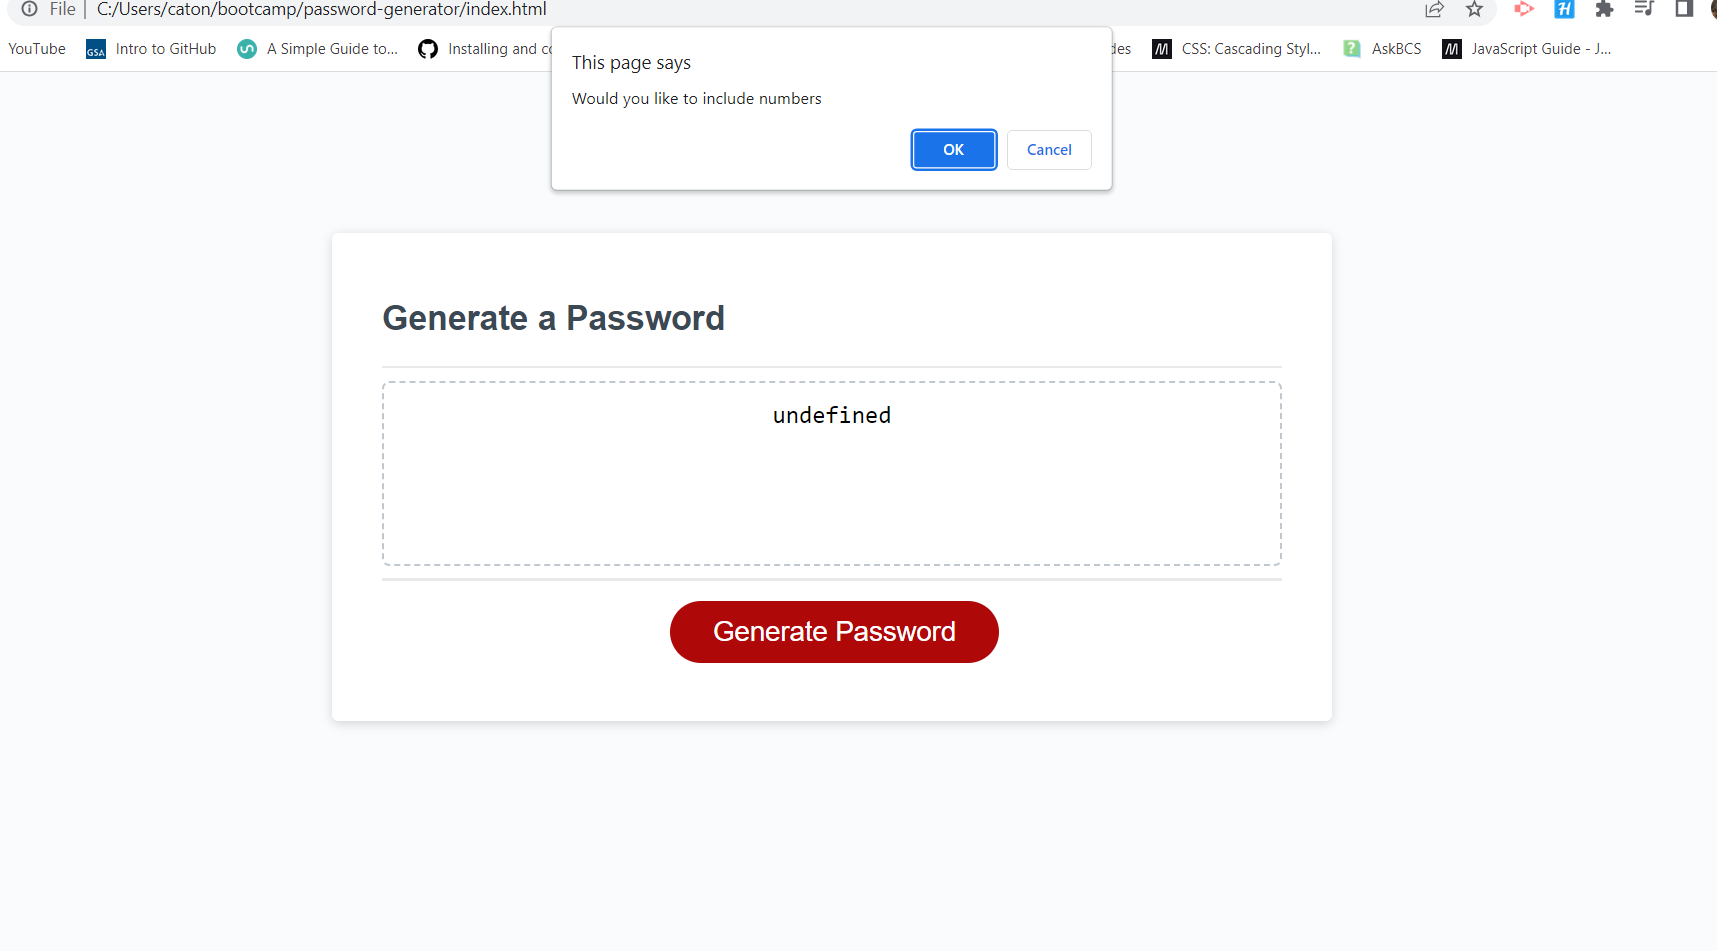 File | C:/Users/caton/bootcamp/password-generator/index.html
YouTube GSA Intro to GitHub A Simple Guide to... Installing and co des CSS: Cascading Styl... ? AskBCS JavaScript Guide - J...
This page says
Would you like to include numbers
OK Cancel
Generate a Password
undefined
Generate Password